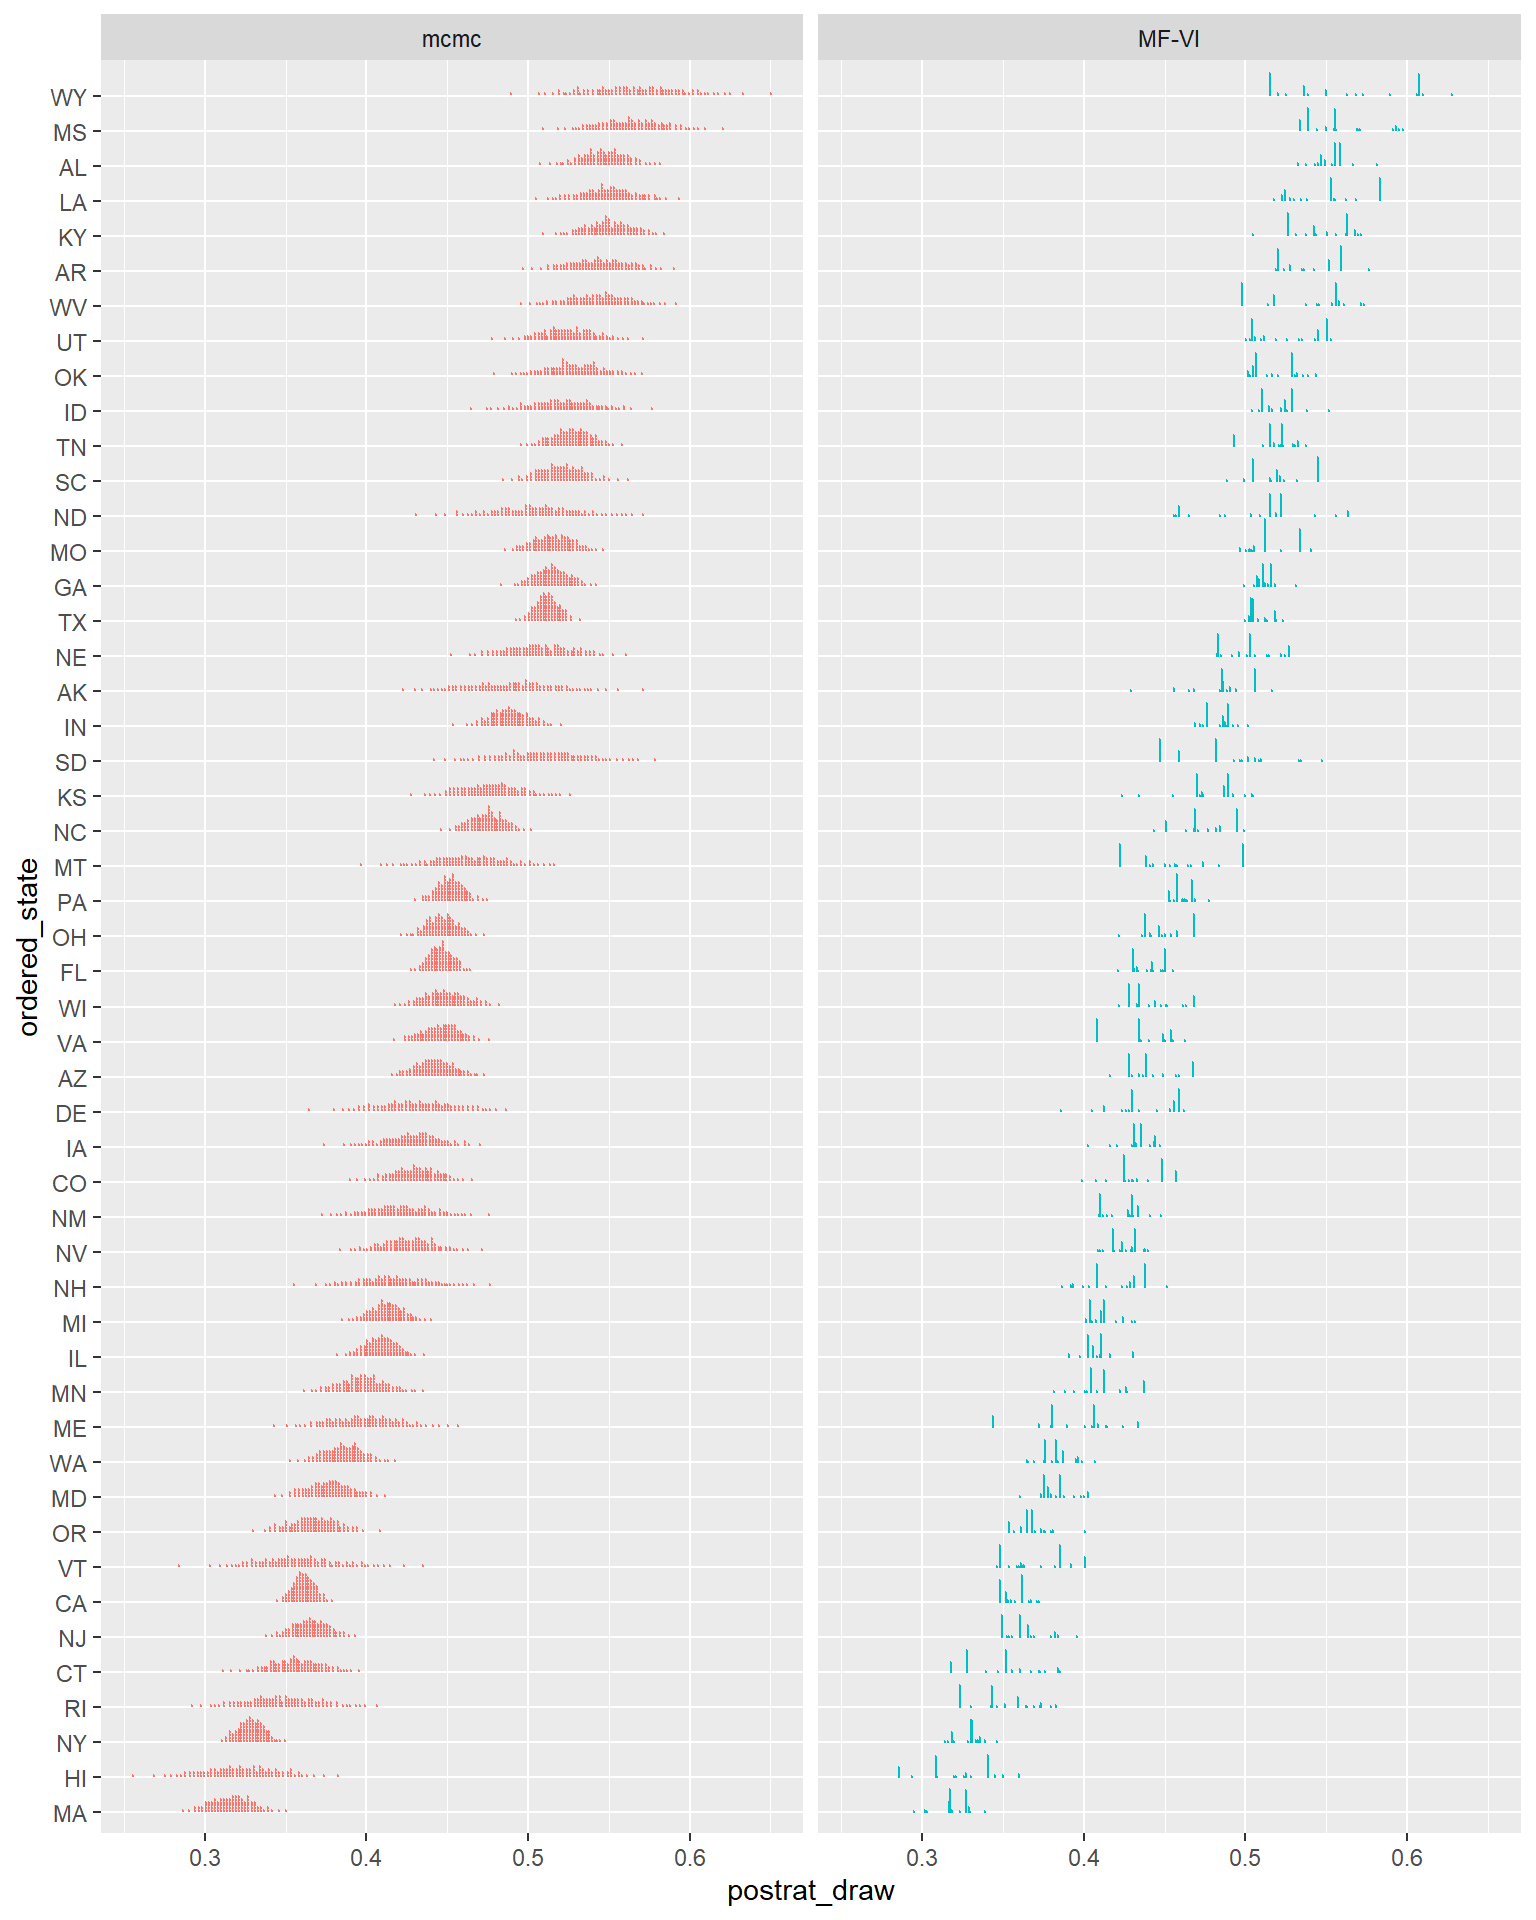 mcmc MF-VI
WY
MS
AL
LA
KY
AR
WV
UT
OK
ID
TN
SC
ND
MO
GA
TX
NE
AK
IN
SD
KS
NC
MT
PA
OH
FL
WI
VA
AZ
DE
IA
CO
NM
NV
NH
MI
IL
MN
ME
WA
MD
OR
VT
CA
NJ
CT
RI
NY
HI
MA
ordered_state
0.3 0.4 0.5 0.6 0.3 0.4 0.5 0.6
postrat_draw